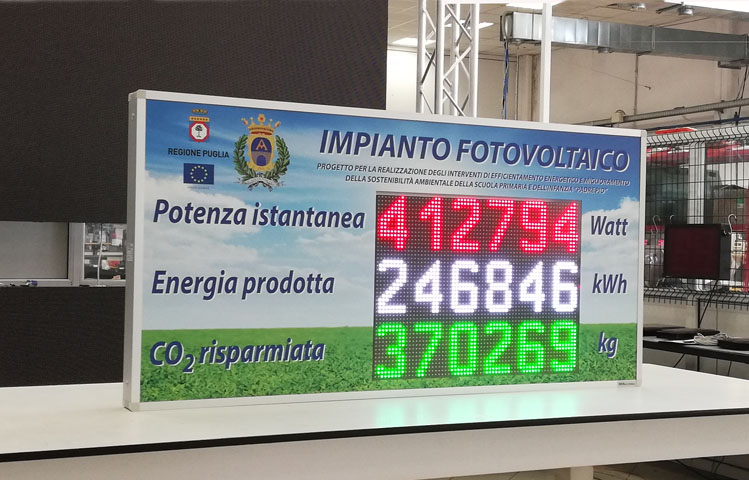 REGIONE PUGLIA
IMPIANTO FOTOVOLTAICO
PROGETTO PER LA REALIZZAZIONE DEGLI INTERVENTI DI EFFICIENTAMENTO ENERGETICO E MIGLIORAMENTO
DELLA SOSTENIBILITÀ AMBIENTALE DELLA SCUOLA PRIMARIA E DELL'INFANZIA "PADRE PIO"
Potenza istantanea 412794 Watt
Energia prodotta 246846 kWh
CO2 risparmiata 370269 kg